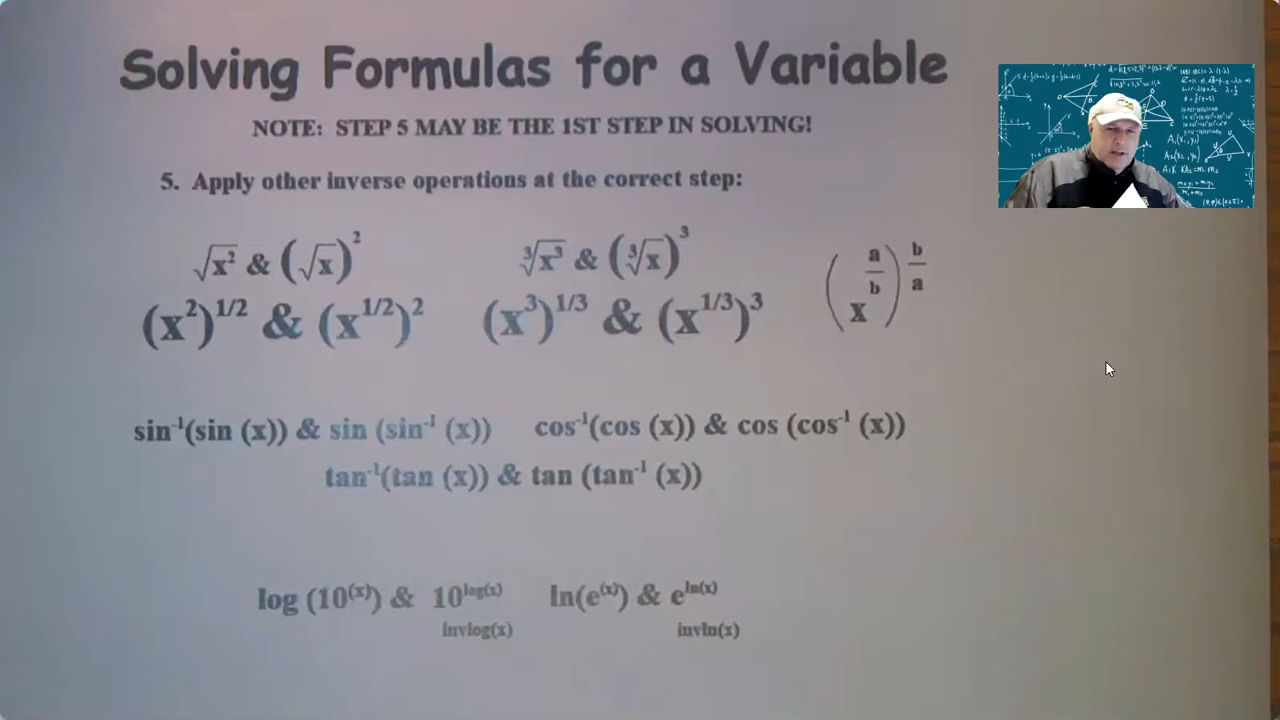 Solving Formulas for a Variable
NOTE: STEP 5 MAY BE THE 1ST STEP IN SOLVING!
5. Apply other inverse operations at the correct step:
√x² & (√x)² ∛x³ & (∛x)³ (x^(a/b))^(b/a)
(x²)^1/2 & (x^1/2)² (x³)^1/3 & (x^1/3)³
sin⁻¹(sin (x)) & sin (sin⁻¹ (x)) cos⁻¹(cos (x)) & cos (cos⁻¹ (x))
tan⁻¹(tan (x)) & tan (tan⁻¹ (x))
log (10^(x)) & 10^log(x) ln(e^(x)) & e^ln(x)
invlog(x) invln(x)